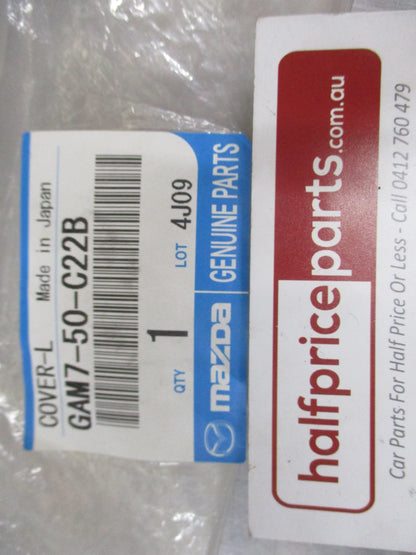 COVER-L Made in Japan
GAM7-50-C22B
QTY 1 LOT 4J09
mazda GENUINE PARTS
halfpriceparts.com.au
Car Parts For Half Price Or Less - Call 0412 760 479